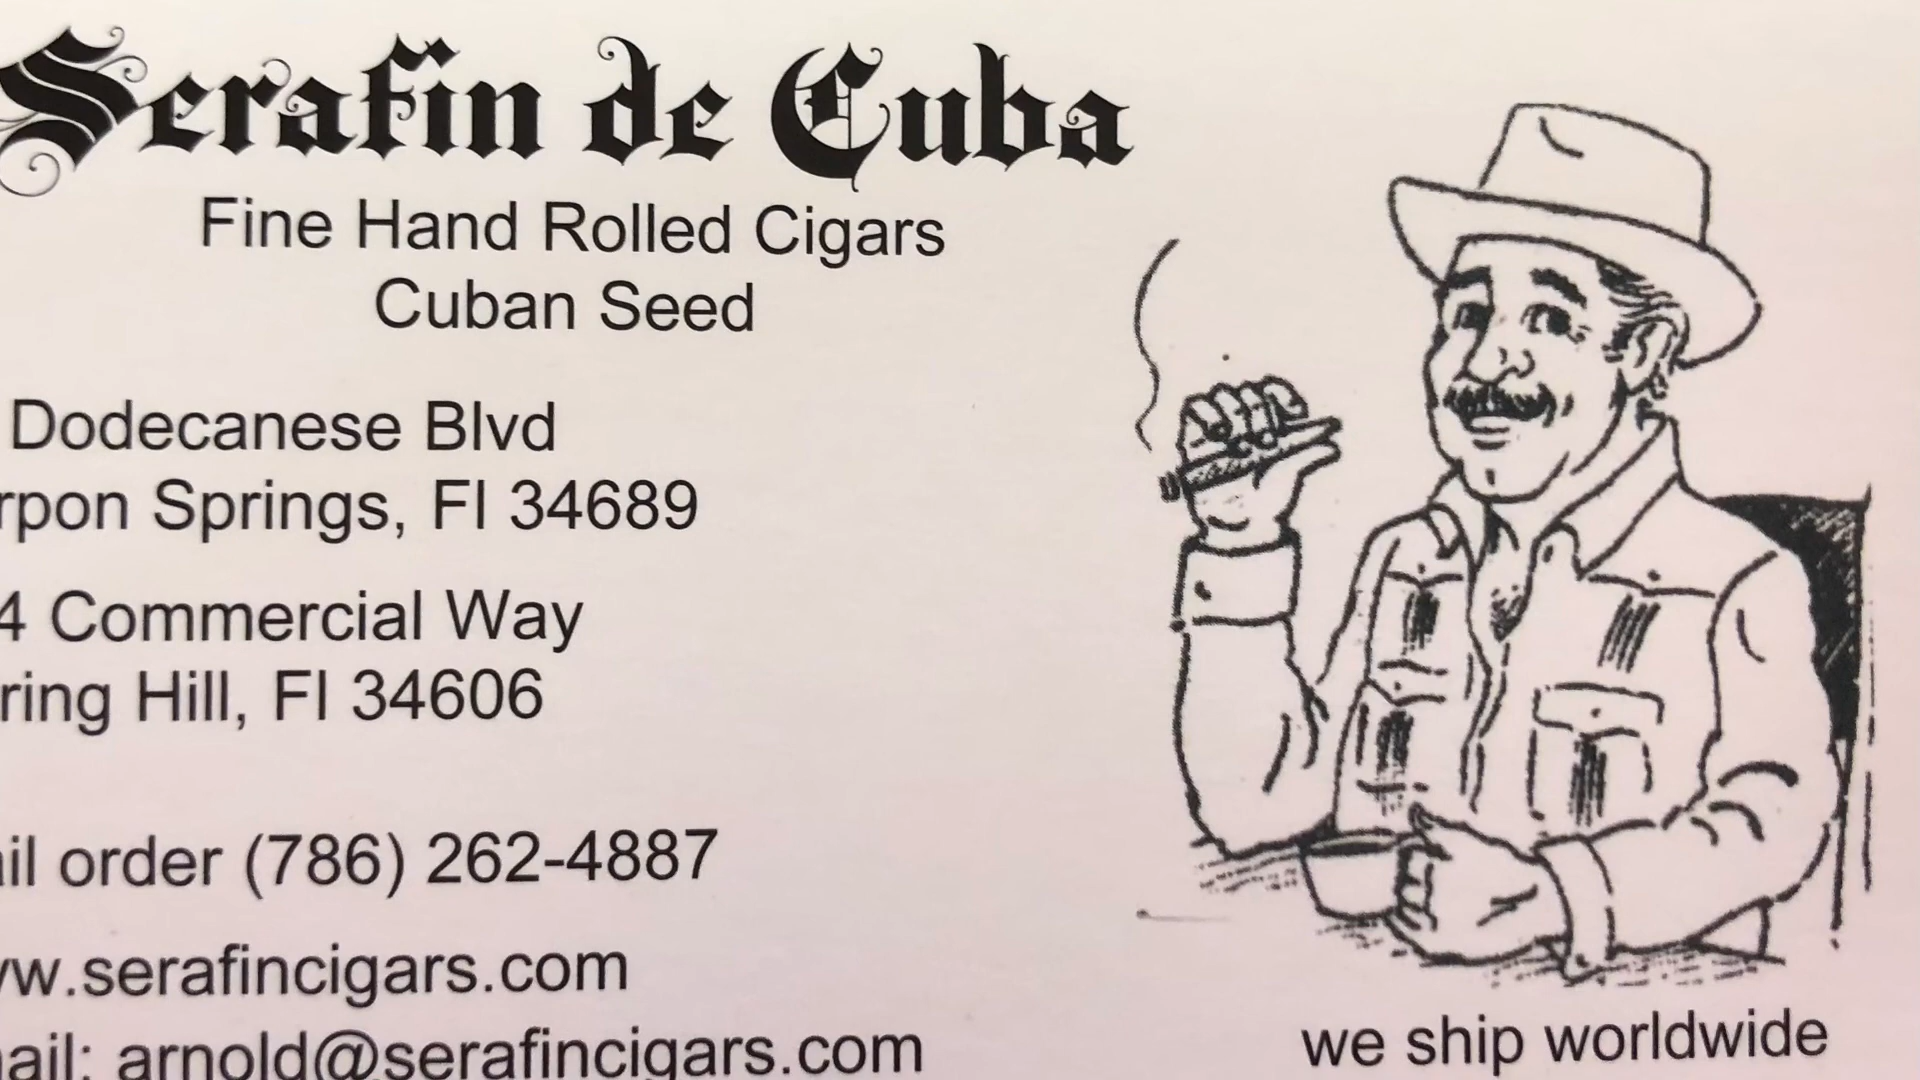 Serafin de Cuba
Fine Hand Rolled Cigars
Cuban Seed
Dodecanese Blvd
rpon Springs, Fl 34689
4 Commercial Way
ring Hill, Fl 34606
ail order (786) 262-4887
w.serafincigars.com
ail: arnold@serafincigars.com
we ship worldwide